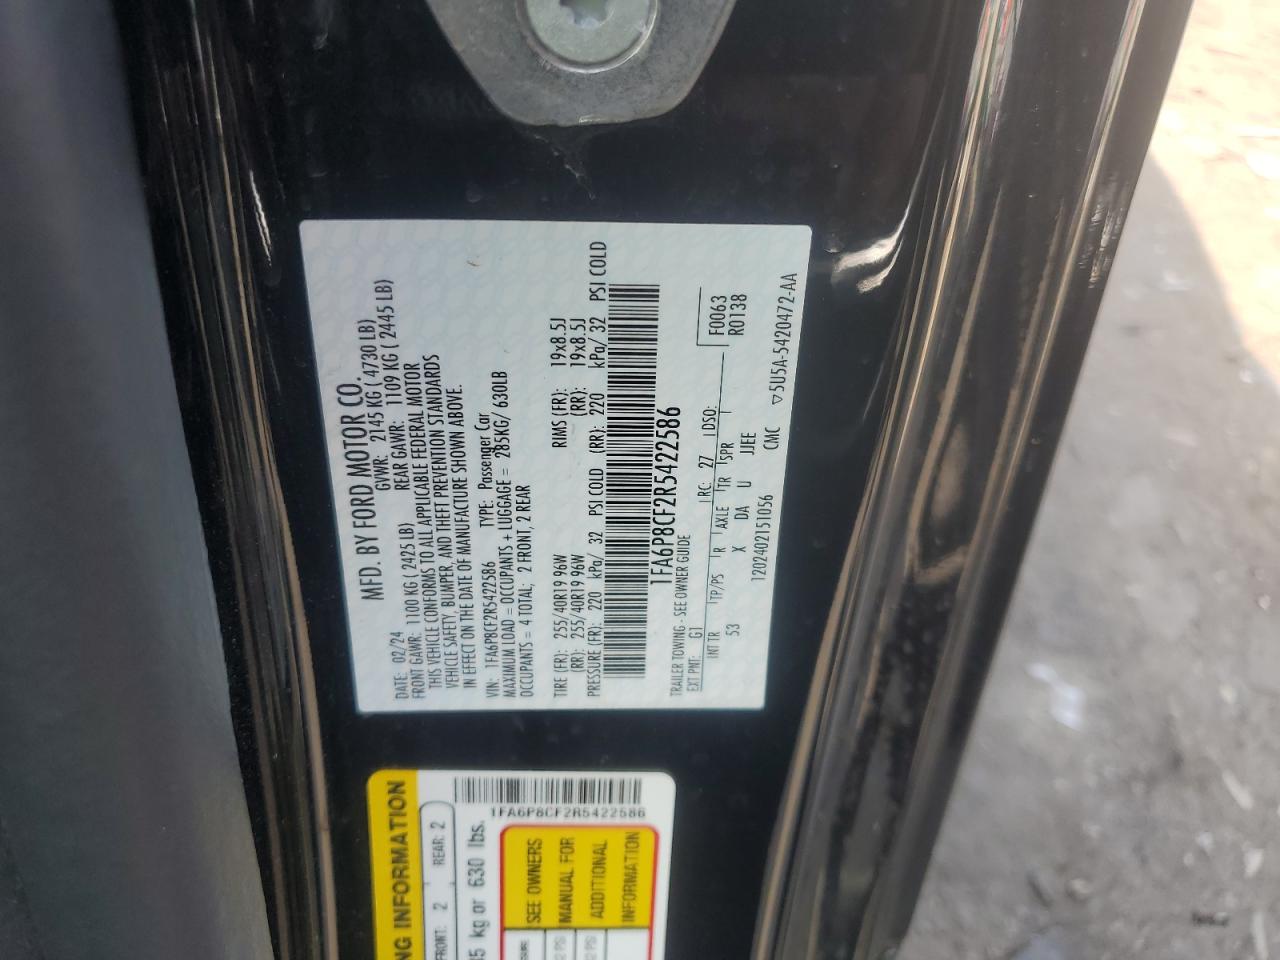 MFD. BY FORD MOTOR CO.
DATE: 02/24 GVWR: 2145 KG ( 4730 LB)
FRONT GAWR: 1100 KG ( 2425 LB) REAR GAWR: 1109 KG ( 2445 LB)
THIS VEHICLE CONFORMS TO ALL APPLICABLE FEDERAL MOTOR
VEHICLE SAFETY, BUMPER, AND THEFT PREVENTION STANDARDS
IN EFFECT ON THE DATE OF MANUFACTURE SHOWN ABOVE.
VIN: 1FA6P8CF2R5422586 TYPE: Passenger Car
MAXIMUM LOAD = OCCUPANTS + LUGGAGE = 285KG/ 630LB
OCCUPANTS = 4 TOTAL; 2 FRONT, 2 REAR
TIRE (FR): 255/40R19 96W RIMS (FR): 19x8.5J
(RR): 255/40R19 96W (RR): 19x8.5J
PRESSURE (FR): 220 kPa/ 32 PSI COLD (RR): 220 kPa/ 32 PSI COLD
1FA6P8CF2R5422586
TRAILER TOWING - SEE OWNER GUIDE
EXT PNT: G1 RC: 27 DSO: F0063
INT TR TP/PS R AXLE TR SPR R0138
53 X DA U JJEE
1202402151056 CMC ▽5U5A-5420472-AA
NG INFORMATION
FRONT: 2 REAR: 2
1FA6P8CF2R5422586
kg or 630 lbs.
SEE OWNERS
MANUAL FOR
ADDITIONAL
INFORMATION